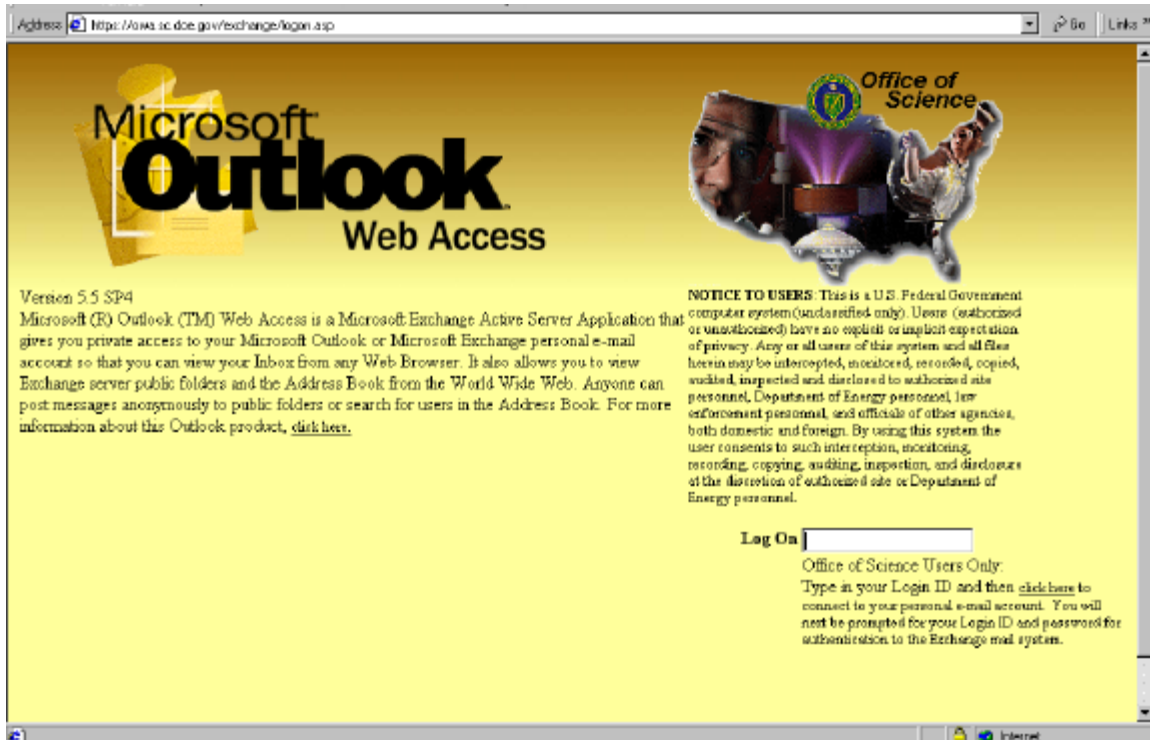 Address https://owa.sc.doe.gov/exchange/logon.asp Go Links »
Microsoft
Outlook
Web Access
Office of
Science
Version 5.5 SP4
Microsoft (R) Outlook (TM) Web Access is a Microsoft Exchange Active Server Application that
gives you private access to your Microsoft Outlook or Microsoft Exchange personal e-mail
account so that you can view your Inbox from any Web Browser. It also allows you to view
Exchange server public folders and the Address Book from the World Wide Web. Anyone can
post messages anonymously to public folders or search for users in the Address Book. For more
information about this Outlook product, click here.
NOTICE TO USERS: This is a U.S. Federal Government
computer system (unclassified only). Users (authorized
or unauthorized) have no explicit or implicit expectation
of privacy. Any or all users of this system and all files
herein may be intercepted, monitored, recorded, copied,
audited, inspected and disclosed to authorized site
personnel, Department of Energy personnel, law
enforcement personnel, and officials of other agencies,
both domestic and foreign. By using this system the
user consents to such interception, monitoring,
recording, copying, auditing, inspection, and disclosure
at the discretion of authorized site or Department of
Energy personnel.
Log On
Office of Science Users Only:
Type in your Login ID and then click here to
connect to your personal e-mail account. You will
next be prompted for your Login ID and password for
authentication to the Exchange mail system.
Internet